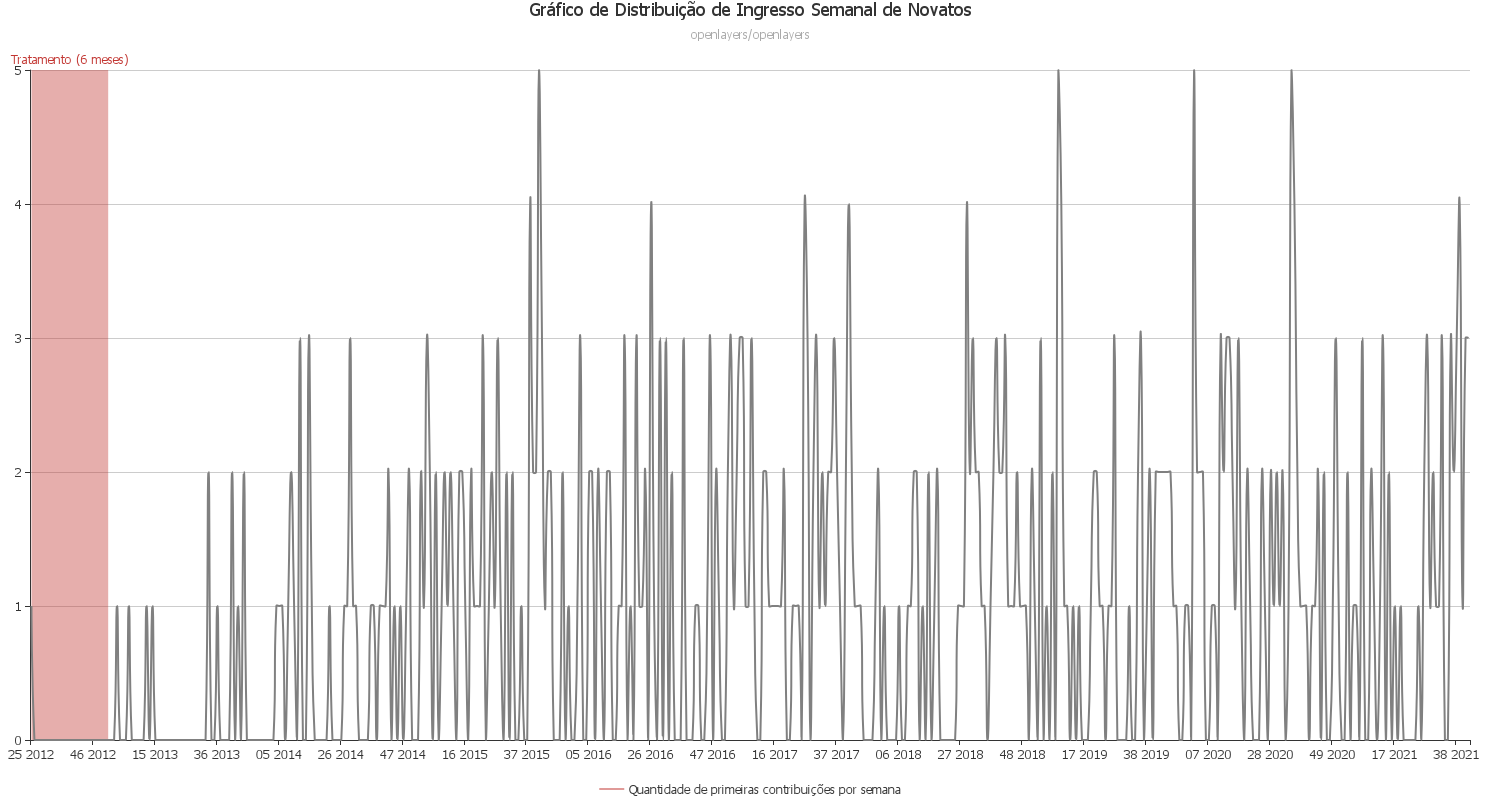 Gráfico de Distribuição de Ingresso Semanal de Novatos
openlayers/openlayers
Tratamento (6 meses)
5
4
3
2
1
0
25 2012 46 2012 15 2013 36 2013 05 2014 26 2014 47 2014 16 2015 37 2015 05 2016 26 2016 47 2016 16 2017 37 2017 06 2018 27 2018 48 2018 17 2019 38 2019 07 2020 28 2020 49 2020 17 2021 38 2021
Quantidade de primeiras contribuições por semana